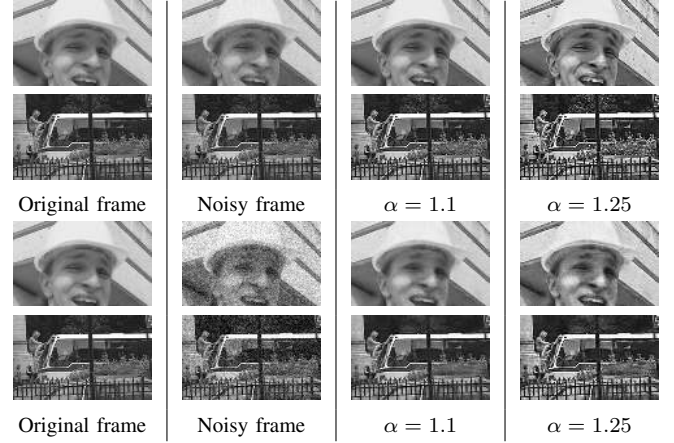 Original frame Noisy frame α = 1.1 α = 1.25
Original frame Noisy frame α = 1.1 α = 1.25